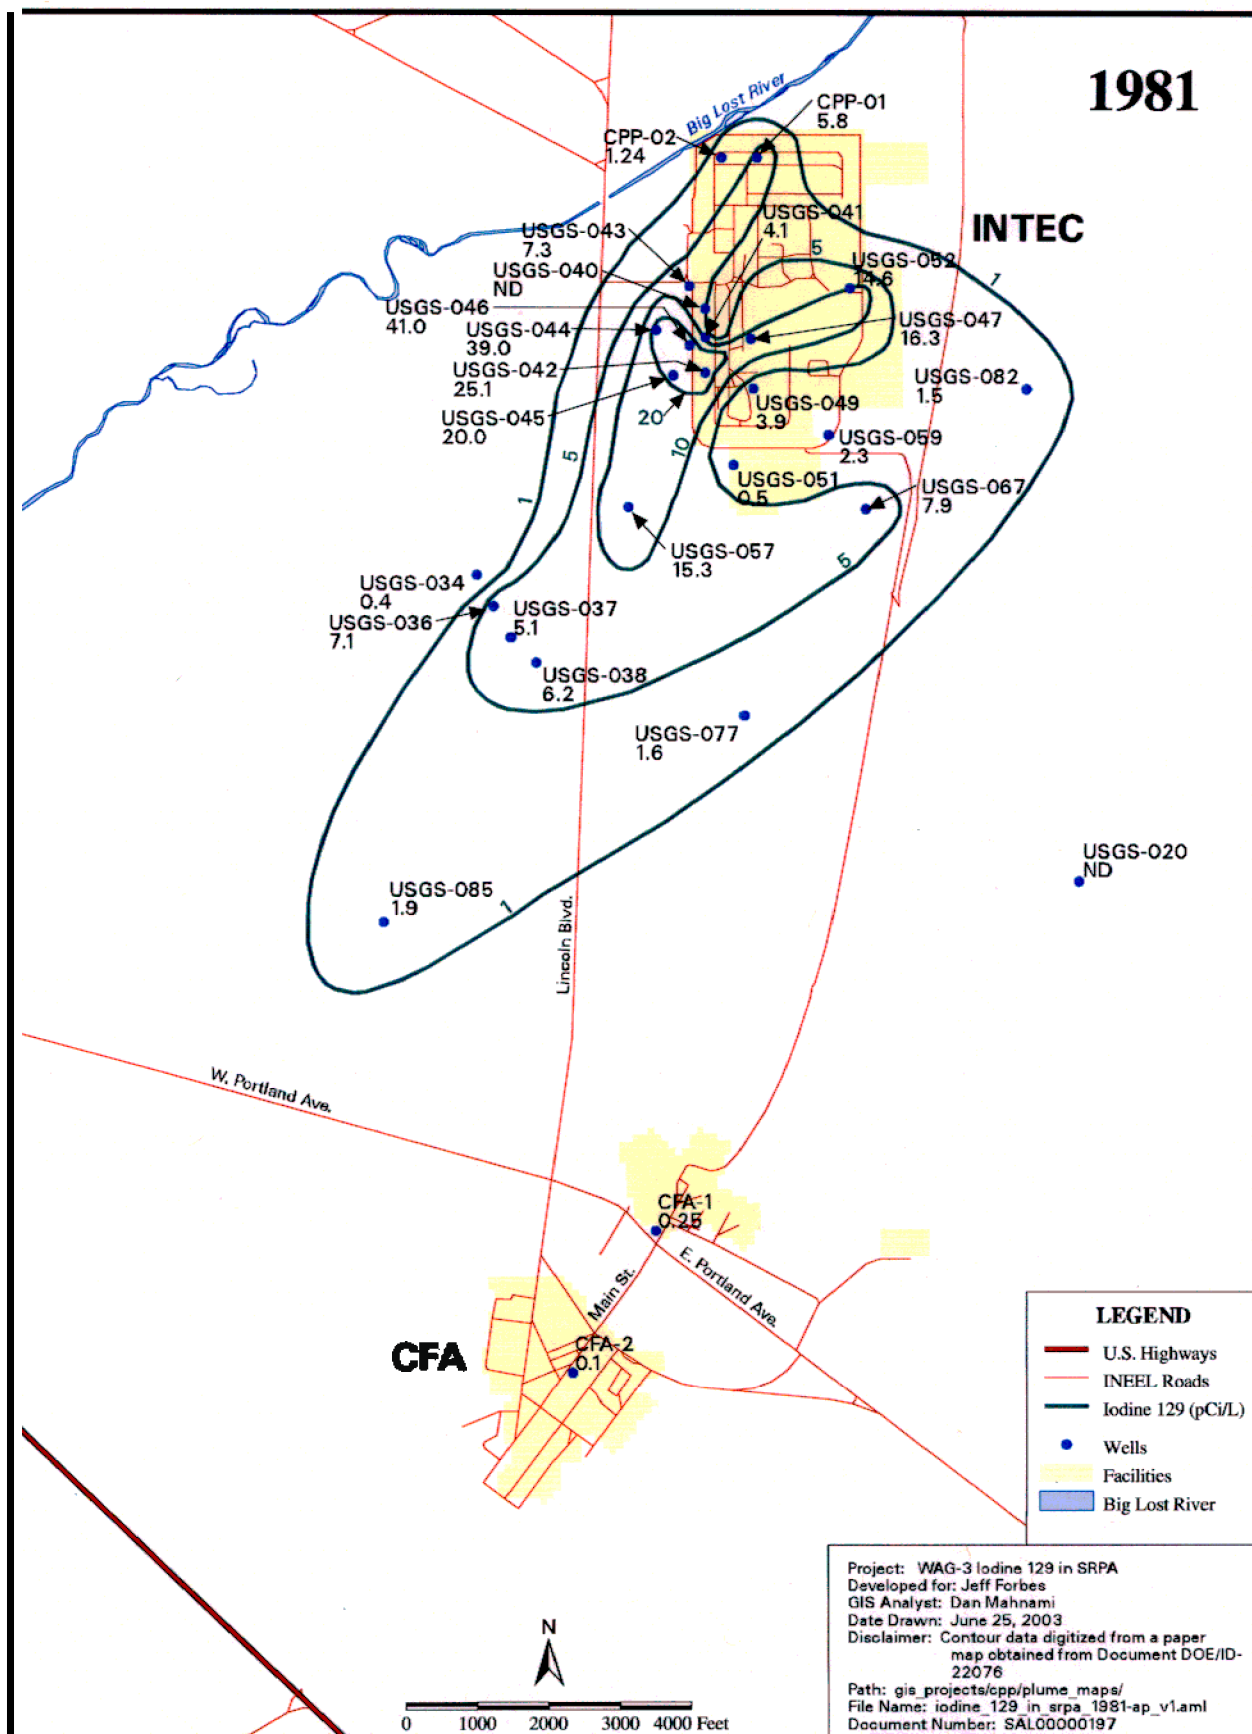 1981
Big Lost River
CPP-01
5.8
CPP-02
1.24
INTEC
USGS-041
4.1
USGS-043
7.3
USGS-040
ND
5
USGS-052
14.6
1
USGS-046
41.0
USGS-044
39.0
USGS-047
16.3
USGS-042
25.1
USGS-082
1.5
USGS-045
20.0
20
USGS-049
3.9
10
5
USGS-059
2.3
USGS-051
0.5
1
USGS-067
7.9
USGS-057
15.3
5
USGS-034
0.4
USGS-036
7.1
USGS-037
5.1
USGS-038
6.2
USGS-077
1.6
USGS-020
ND
USGS-085
1.9
1
Lincoln Blvd.
W. Portland Ave.
CFA-1
0.25
E. Portland Ave.
Main St.
CFA
CFA-2
0.1
LEGEND
U.S. Highways
INEEL Roads
Iodine 129 (pCi/L)
Wells
Facilities
Big Lost River
N
0 1000 2000 3000 4000 Feet
Project: WAG-3 Iodine 129 in SRPA
Developed for: Jeff Forbes
GIS Analyst: Dan Mahnami
Date Drawn: June 25, 2003
Disclaimer: Contour data digitized from a paper
map obtained from Document DOE/ID-
22076
Path: gis_projects/cpp/plume_maps/
File Name: iodine_129_in_srpa_1981-ap_v1.aml
Document Number: SAL00000197